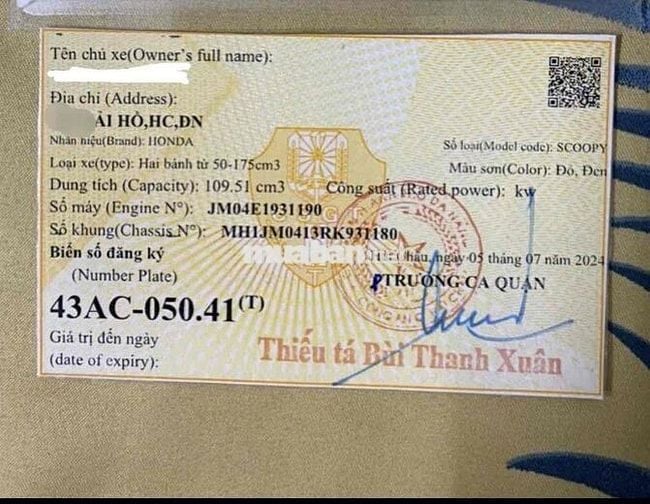 Tên chủ xe(Owner's full name):
Địa chỉ (Address):
ẢI HỒ,HC,ĐN
Nhãn hiệu(Brand): HONDA
Số loại(Model code): SCOOPY
Loại xe(type): Hai bánh từ 50-175cm3
Màu sơn(Color): Đỏ, Đen
Dung tích (Capacity): 109.51 cm3
Công suất (Rated power): kw
Số máy (Engine N°): JM04E1931190
Số khung(Chassis N°): MH1JM0413RK931180
Biển số đăng ký
ngày 05 tháng 07 năm 2024
(Number Plate)
TRƯỞNG CA QUẬN
43AC-050.41(T)
Giá trị đến ngày
(date of expiry):
Thiếu tá Bùi Thanh Xuân